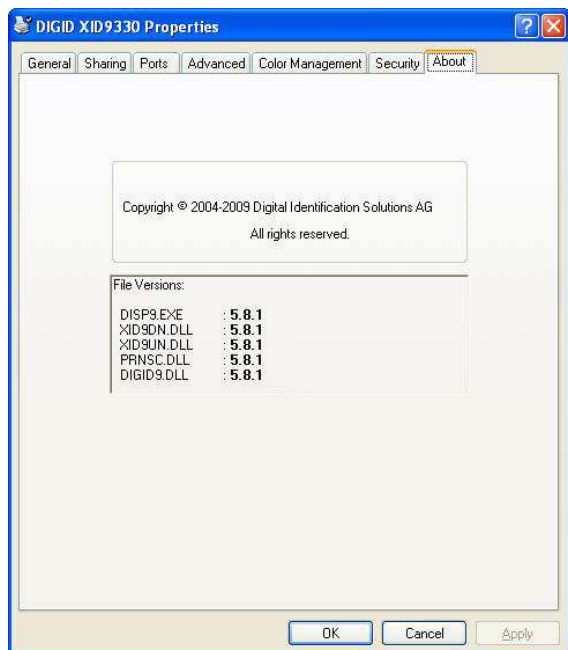 DIGID XID9330 Properties
General Sharing Ports Advanced Color Management Security About
Copyright © 2004-2009 Digital Identification Solutions AG
All rights reserved.
File Versions:
DISP9.EXE : 5.8.1
XID9DN.DLL : 5.8.1
XID9UN.DLL : 5.8.1
PRNSC.DLL : 5.8.1
DIGID9.DLL : 5.8.1
OK Cancel Apply